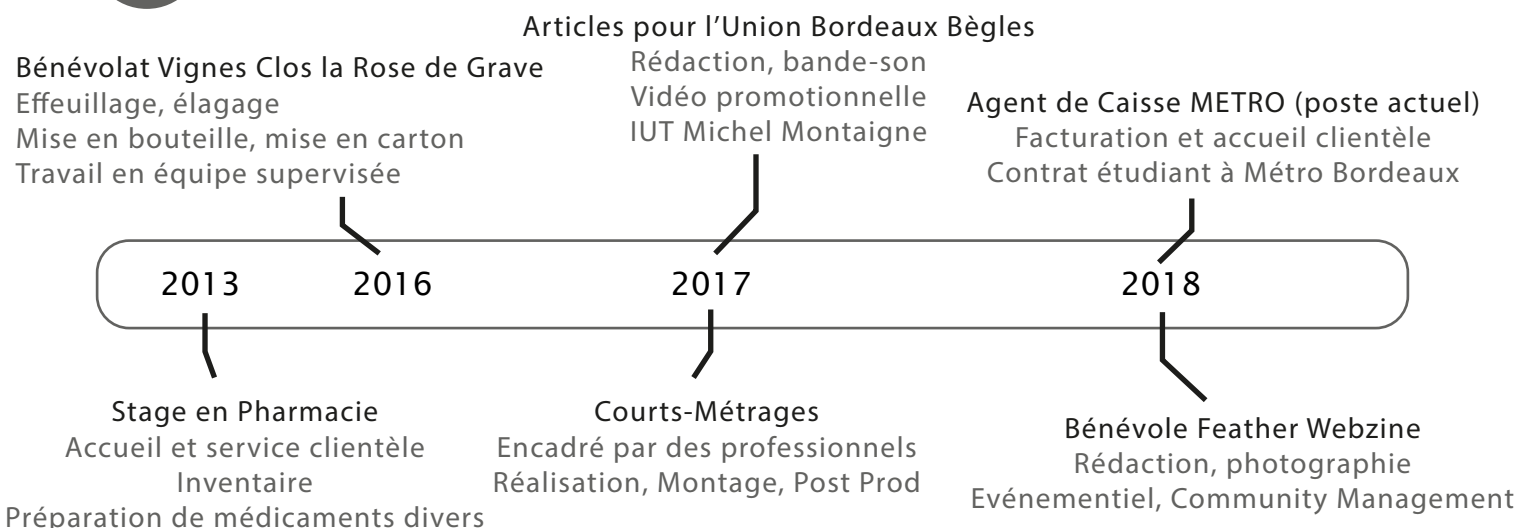 Articles pour l'Union Bordeaux Bègles
Rédaction, bande-son
Vidéo promotionnelle
IUT Michel Montaigne
Bénévolat Vignes Clos la Rose de Grave
Effeuillage, élagage
Mise en bouteille, mise en carton
Travail en équipe supervisée
Agent de Caisse METRO (poste actuel)
Facturation et accueil clientèle
Contrat étudiant à Métro Bordeaux
2013 2016 2017 2018
Stage en Pharmacie
Accueil et service clientèle
Inventaire
Préparation de médicaments divers
Courts-Métrages
Encadré par des professionnels
Réalisation, Montage, Post Prod
Bénévole Feather Webzine
Rédaction, photographie
Evénementiel, Community Management